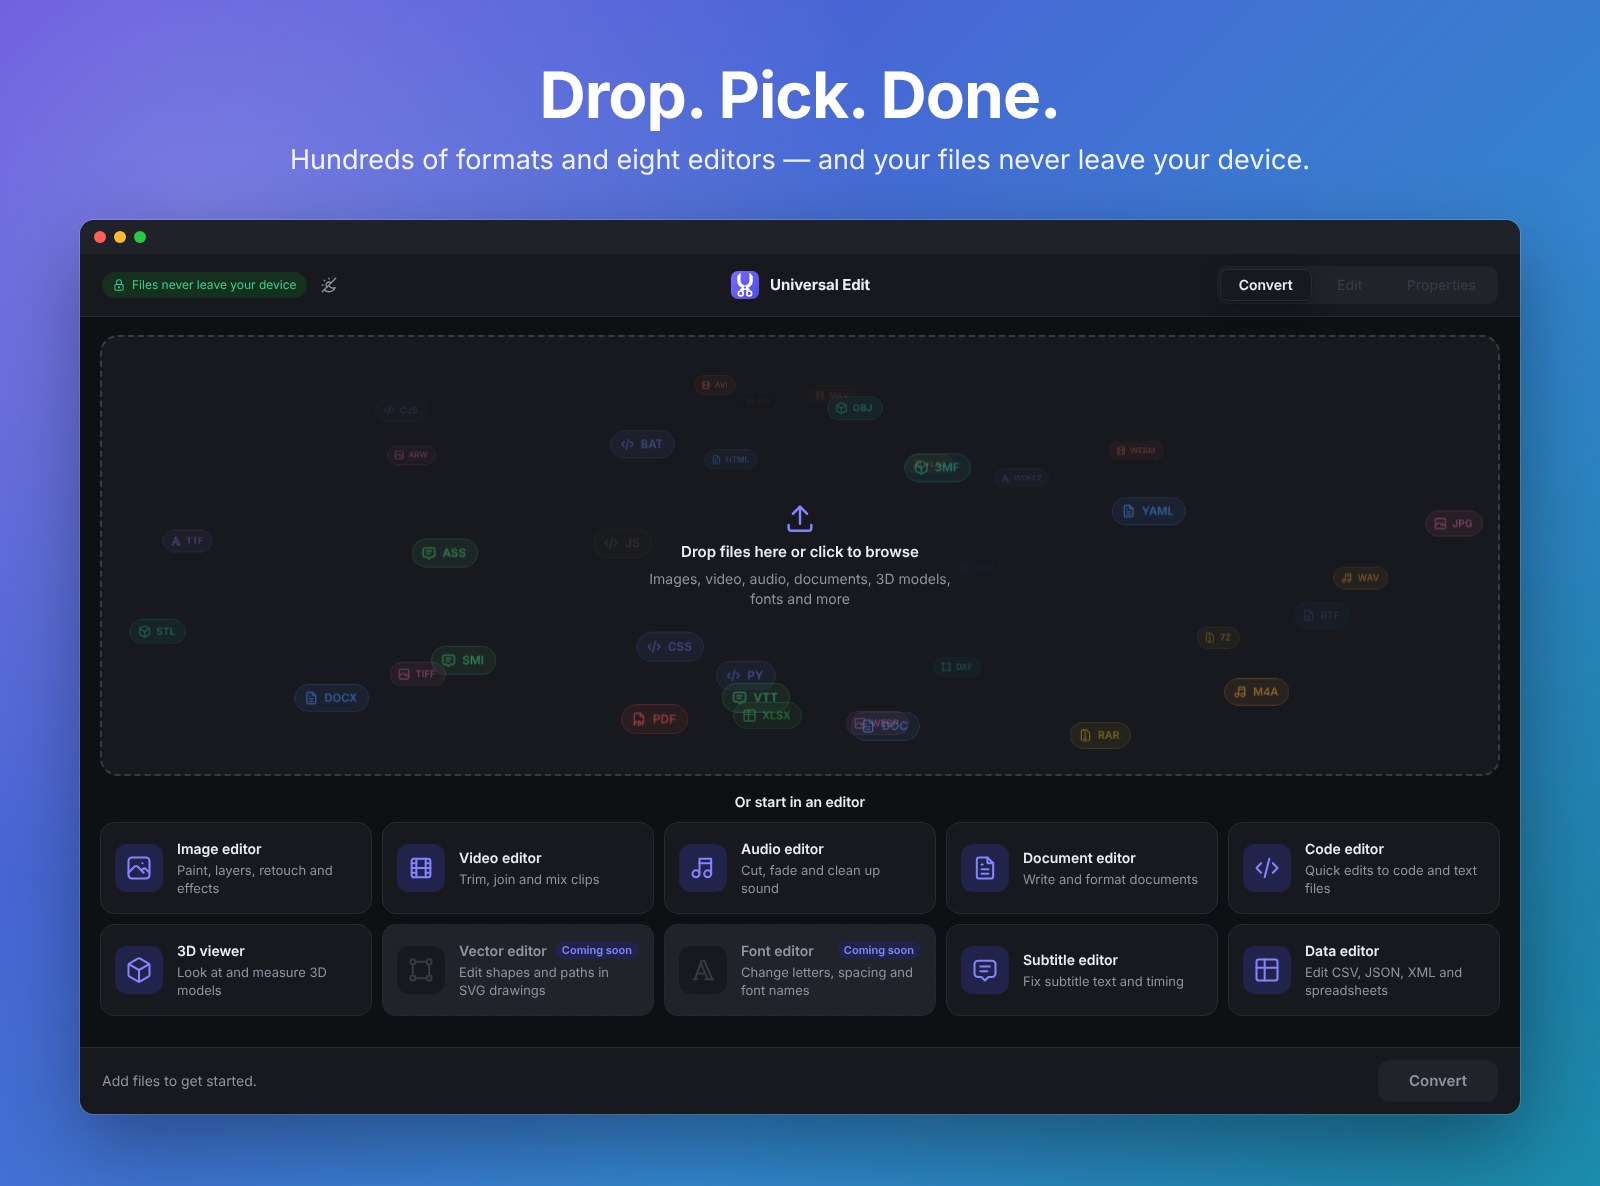 Drop. Pick. Done.
Hundreds of formats and eight editors — and your files never leave your device.
Files never leave your device
Universal Edit
Convert
Edit
Properties
AVI
MKV
OBJ
CJS
BAT
ARW
HTML
3MF
WEBM
WOFF2
YAML
JPG
TTF
ASS
JS
Drop files here or click to browse
Images, video, audio, documents, 3D models,
fonts and more
WAV
RTF
STL
7Z
CSS
SMI
TIFF
DXF
PY
DOCX
VTT
M4A
XLSX
PDF
DOC
RAR
Or start in an editor
Image editor
Paint, layers, retouch and
effects
Video editor
Trim, join and mix clips
Audio editor
Cut, fade and clean up
sound
Document editor
Write and format documents
Code editor
Quick edits to code and text
files
3D viewer
Look at and measure 3D
models
Vector editor
Coming soon
Edit shapes and paths in
SVG drawings
Font editor
Coming soon
Change letters, spacing and
font names
Subtitle editor
Fix subtitle text and timing
Data editor
Edit CSV, JSON, XML and
spreadsheets
Add files to get started.
Convert